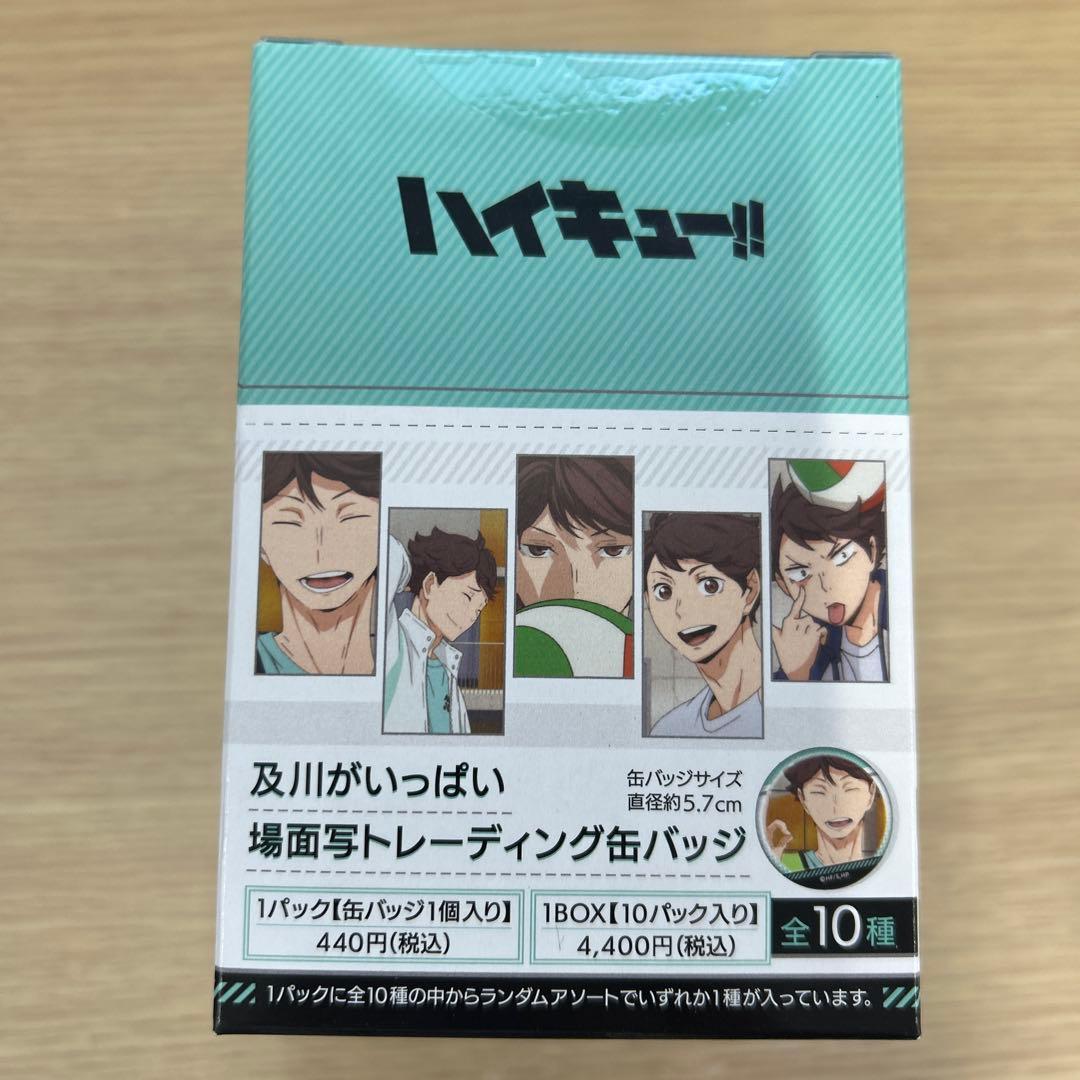 ハイキュー!!
及川がいっぱい
場面写トレーディング缶バッジ
缶バッジサイズ
直径約5.7cm
1パック【缶バッジ1個入り】
440円(税込)
1BOX【10パック入り】
4,400円(税込)
全10種
1パックに全10種の中からランダムアソートでいずれか1種が入っています。